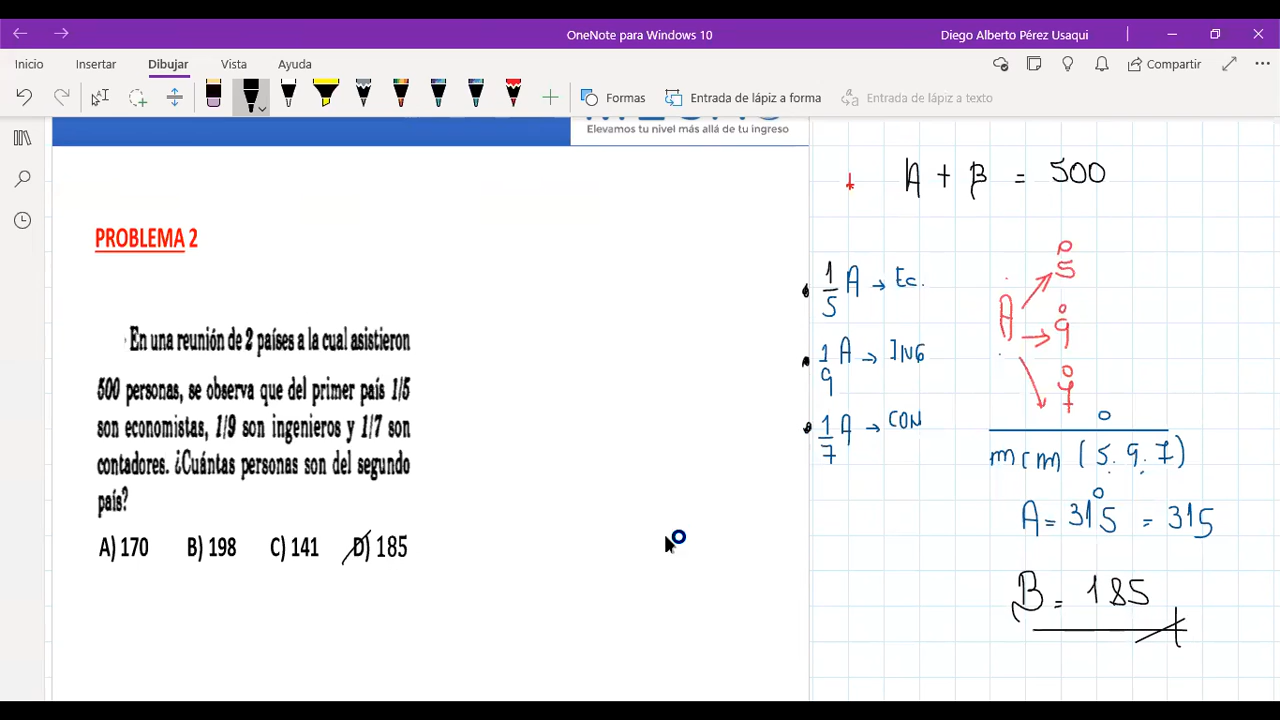 OneNote para Windows 10
Diego Alberto Pérez Usaqui
Inicio Insertar Dibujar Vista Ayuda
Compartir
Formas Entrada de lápiz a forma Entrada de lápiz a texto
Elevamos tu nivel más allá de tu ingreso
PROBLEMA 2
En una reunión de 2 países a la cual asistieron
500 personas, se observa que del primer país 1/5
son economistas, 1/9 son ingenieros y 1/7 son
contadores. ¿Cuántas personas son del segundo
país?
A) 170 B) 198 C) 141 D) 185
A + B = 500
1/5 A → Ec.
1/9 A → ING
1/7 A → CON
A
5°
9°
7°
mcm (5.9.7)
A = 315° = 315
B = 185